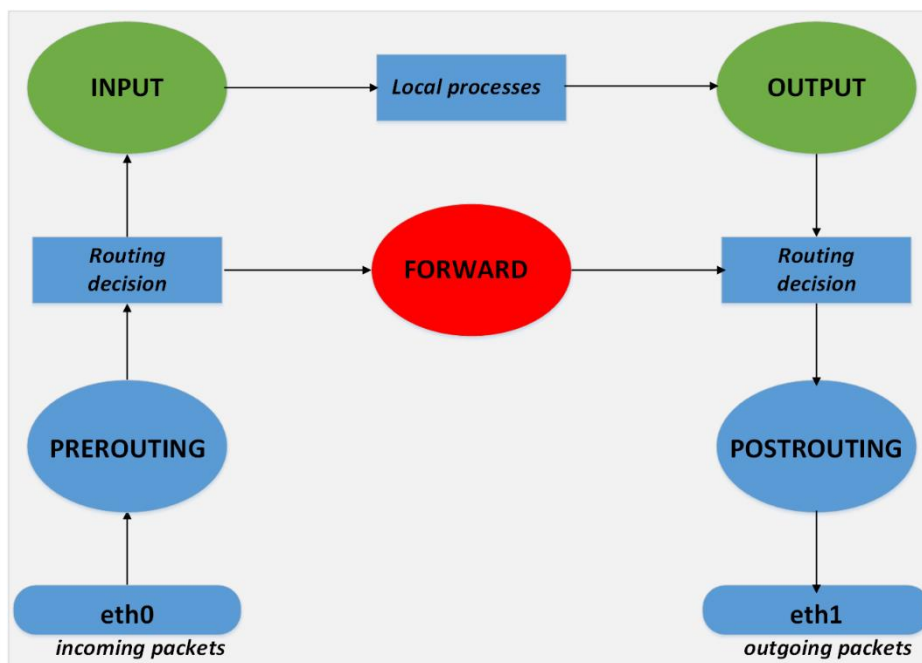 INPUT
Local processes
OUTPUT
Routing
decision
FORWARD
Routing
decision
PREROUTING
POSTROUTING
eth0
incoming packets
eth1
outgoing packets